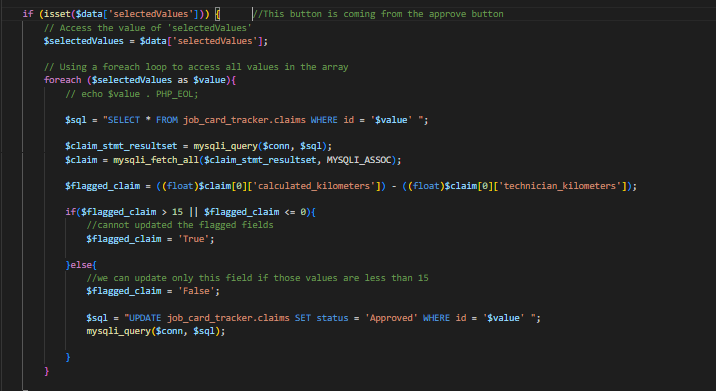 if (isset($data['selectedValues'])) {      //This button is coming from the approve button
// Access the value of 'selectedValues'
$selectedValues = $data['selectedValues'];
// Using a foreach loop to access all values in the array
foreach ($selectedValues as $value){
// echo $value . PHP_EOL;
$sql = "SELECT * FROM job_card_tracker.claims WHERE id = '$value' ";
$claim_stmt_resultset = mysqli_query($conn, $sql);
$claim = mysqli_fetch_all($claim_stmt_resultset, MYSQLI_ASSOC);
$flagged_claim = ((float)$claim[0]['calculated_kilometers']) - ((float)$claim[0]['technician_kilometers']);
if($flagged_claim > 15 || $flagged_claim <= 0){
//cannot updated the flagged fields
$flagged_claim = 'True';
}else{
//we can update only this field if those values are less than 15
$flagged_claim = 'False';
$sql = "UPDATE job_card_tracker.claims SET status = 'Approved' WHERE id = '$value' ";
mysqli_query($conn, $sql);
}
}